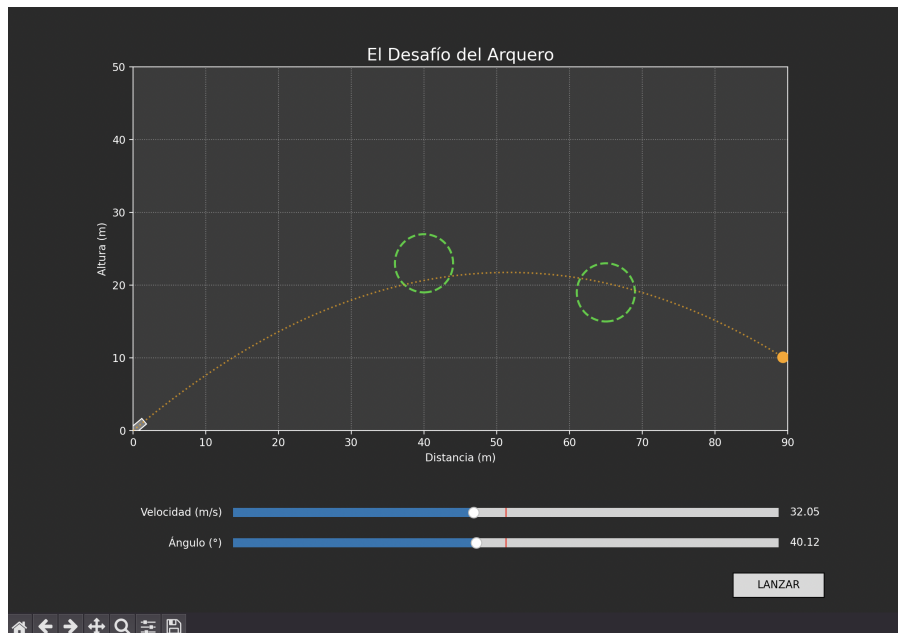 El Desafío del Arquero
50
40
30
20
10
0
Altura (m)
0 10 20 30 40 50 60 70 80 90
Distancia (m)
Velocidad (m/s) 32.05
Ángulo (°) 40.12
LANZAR